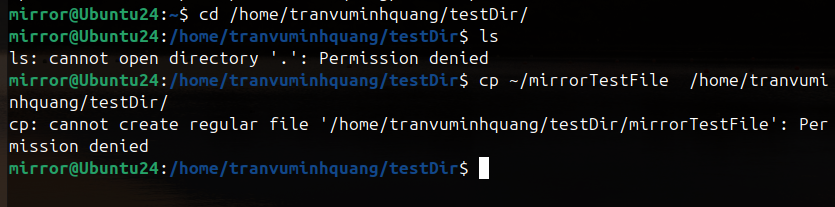 mirror@Ubuntu24:~$ cd /home/tranvuminhquang/testDir/
mirror@Ubuntu24:/home/tranvuminhquang/testDir$ ls
ls: cannot open directory '.': Permission denied
mirror@Ubuntu24:/home/tranvuminhquang/testDir$ cp ~/mirrorTestFile  /home/tranvumi
nhquang/testDir/
cp: cannot create regular file '/home/tranvuminhquang/testDir/mirrorTestFile': Per
mission denied
mirror@Ubuntu24:/home/tranvuminhquang/testDir$